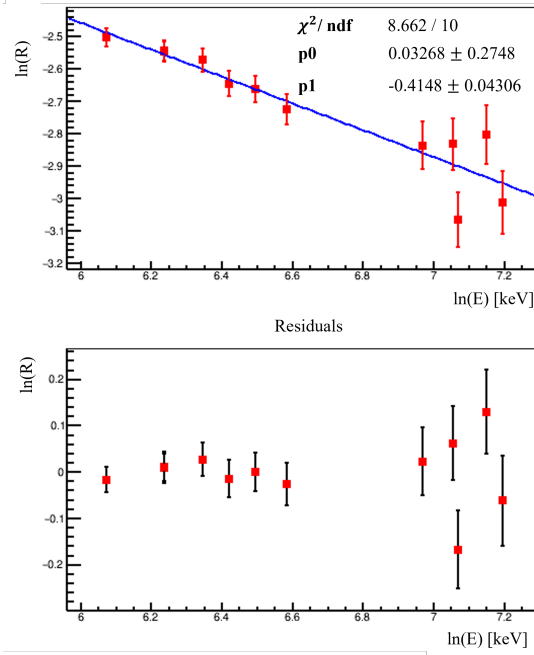 χ²/ ndf 8.662 / 10
p0 0.03268 ± 0.2748
p1 -0.4148 ± 0.04306
ln(R)
-2.5
-2.6
-2.7
-2.8
-2.9
-3
-3.1
-3.2
6 6.2 6.4 6.6 6.8 7 7.2
ln(E) [keV]
Residuals
ln(R)
0.2
0.1
0
-0.1
-0.2
6 6.2 6.4 6.6 6.8 7 7.2
ln(E) [keV]